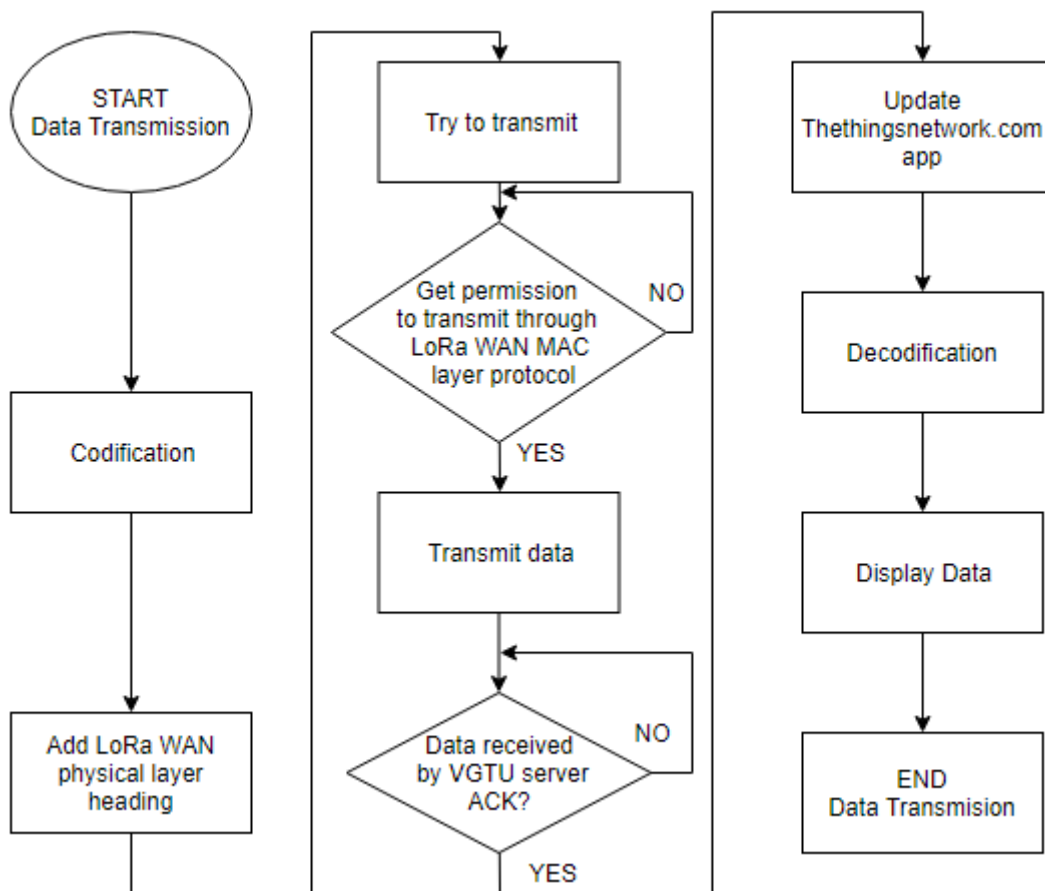 START
Data Transmission
Codification
Add LoRa WAN
physical layer
heading
Try to transmit
Get permission
to transmit through
LoRa WAN MAC
layer protocol
NO
YES
Transmit data
Data received
by VGTU server
ACK?
NO
YES
Update
Thethingsnetwork.com
app
Decodification
Display Data
END
Data Transmision